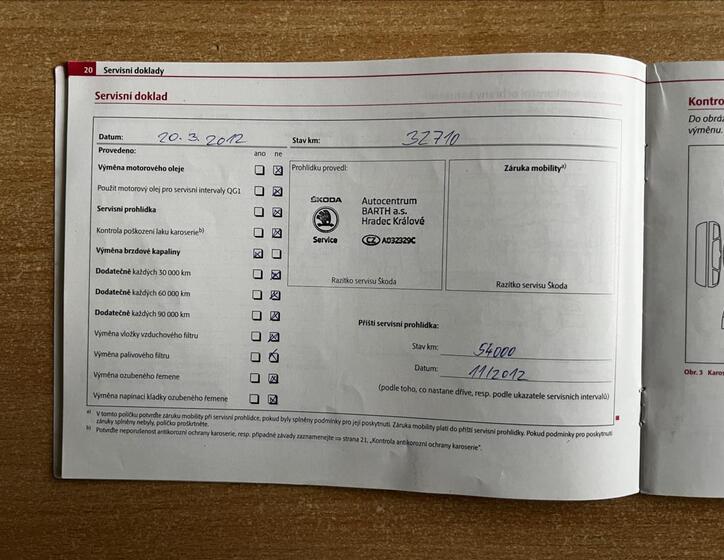 20 Servisní doklady
Servisní doklad
Datum: 20.3.2012 Stav km: 32710
Provedeno: ano ne
Výměna motorového oleje
Použit motorový olej pro servisní intervaly QG1
Servisní prohlídka
Kontrola poškození laku karoserie b)
Výměna brzdové kapaliny
Dodatečně každých 30 000 km
Dodatečně každých 60 000 km
Dodatečně každých 90 000 km
Výměna vložky vzduchového filtru
Výměna palivového filtru
Výměna ozubeného řemene
Výměna napínací kladky ozubeného řemene
Prohlídku provedl:
ŠKODA
Service
Autocentrum
BARTH a.s.
Hradec Králové
CZ A032329C
Razítko servisu Škoda
Záruka mobility a)
Razítko servisu Škoda
Příští servisní prohlídka:
Stav km: 54000
Datum: 11/2012
(podle toho, co nastane dříve, resp. podle ukazatele servisních intervalů)
a) V tomto políčku potvrďte záruku mobility při servisní prohlídce, pokud byly splněny podmínky pro její poskytnutí. Záruka mobility platí do příští servisní prohlídky. Pokud podmínky pro poskytnutí
záruky splněny nebyly, políčko proškrtněte.
b) Potvrďte neporušenost antikorozní ochrany karoserie, resp. případné závady zaznamenejte ⇒ strana 21, „Kontrola antikorozní ochrany karoserie".
Kontro
Do obráz
výměnu.
Obr. 3 Karos